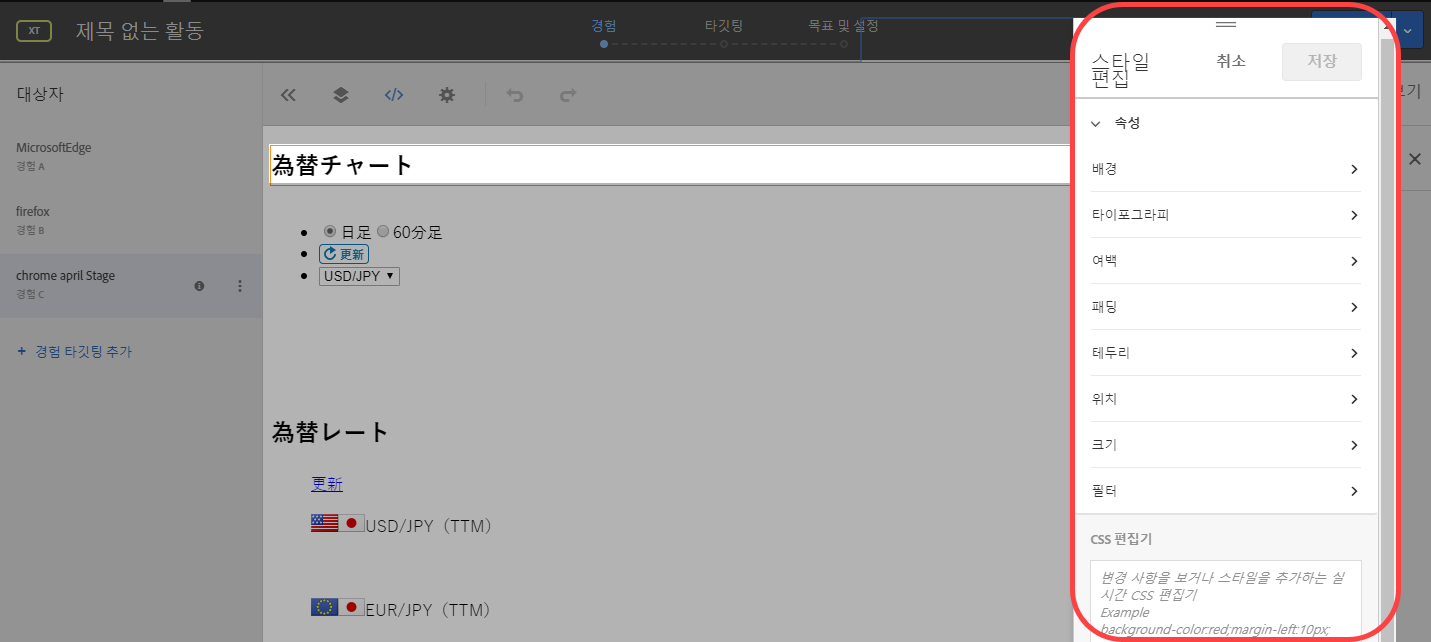 XT
제목 없는 활동
경험
타깃팅
목표 및 설정
대상자
MicrosoftEdge
경험 A
firefox
경험 B
chrome april Stage
경험 C
+ 경험 타깃팅 추가
為替チャート
日足 60分足
更新
USD/JPY
為替レート
更新
USD/JPY（TTM）
EUR/JPY（TTM）
스타일
편집
취소
저장
속성
배경
타이포그라피
여백
패딩
테두리
위치
크기
필터
CSS 편집기
변경 사항을 보거나 스타일을 추가하는 실
시간 CSS 편집기
Example
background-color:red;margin-left:10px;